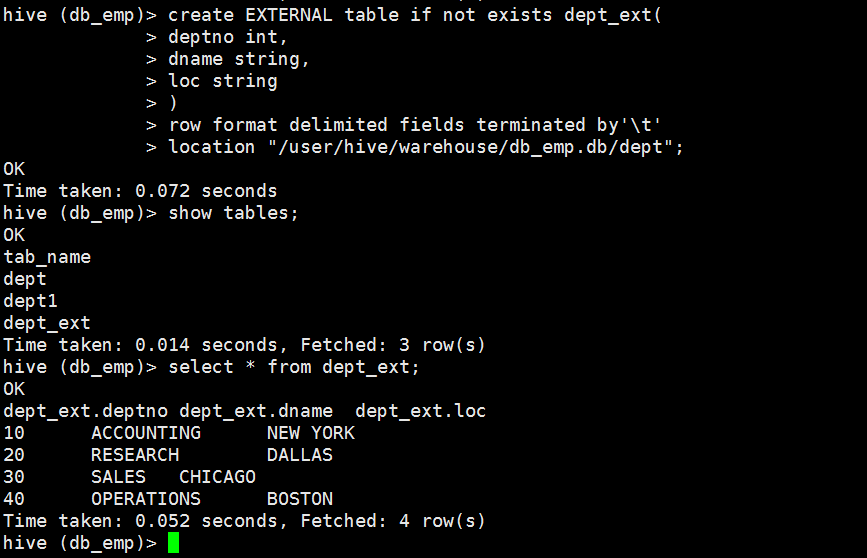 hive (db_emp)> create EXTERNAL table if not exists dept_ext(
             > deptno int,
             > dname string,
             > loc string
             > )
             > row format delimited fields terminated by'\t'
             > location "/user/hive/warehouse/db_emp.db/dept";
OK
Time taken: 0.072 seconds
hive (db_emp)> show tables;
OK
tab_name
dept
dept1
dept_ext
Time taken: 0.014 seconds, Fetched: 3 row(s)
hive (db_emp)> select * from dept_ext;
OK
dept_ext.deptno dept_ext.dname  dept_ext.loc
10      ACCOUNTING      NEW YORK
20      RESEARCH        DALLAS
30      SALES   CHICAGO
40      OPERATIONS      BOSTON
Time taken: 0.052 seconds, Fetched: 4 row(s)
hive (db_emp)>